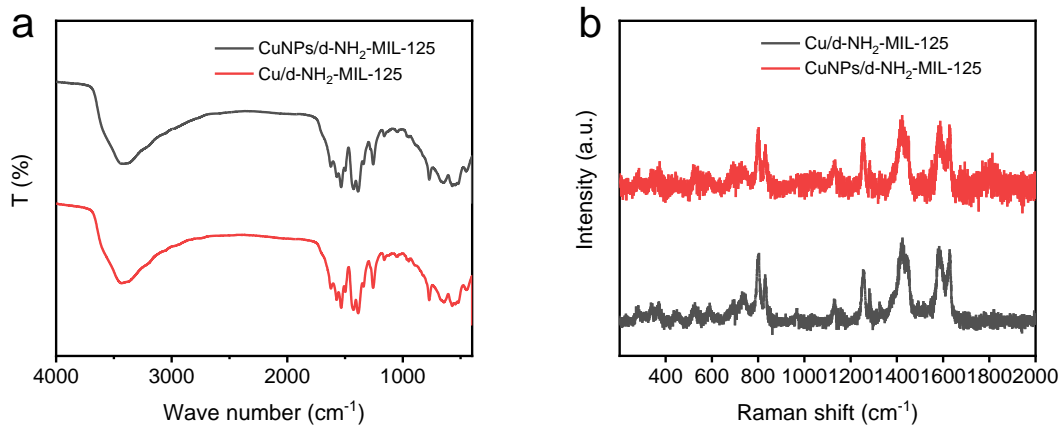 a
CuNPs/d-NH₂-MIL-125
Cu/d-NH₂-MIL-125
T (%)
4000 3000 2000 1000
Wave number (cm⁻¹)
b
Cu/d-NH₂-MIL-125
CuNPs/d-NH₂-MIL-125
Intensity (a.u.)
400 600 800 1000 1200 1400 1600 1800 2000
Raman shift (cm⁻¹)